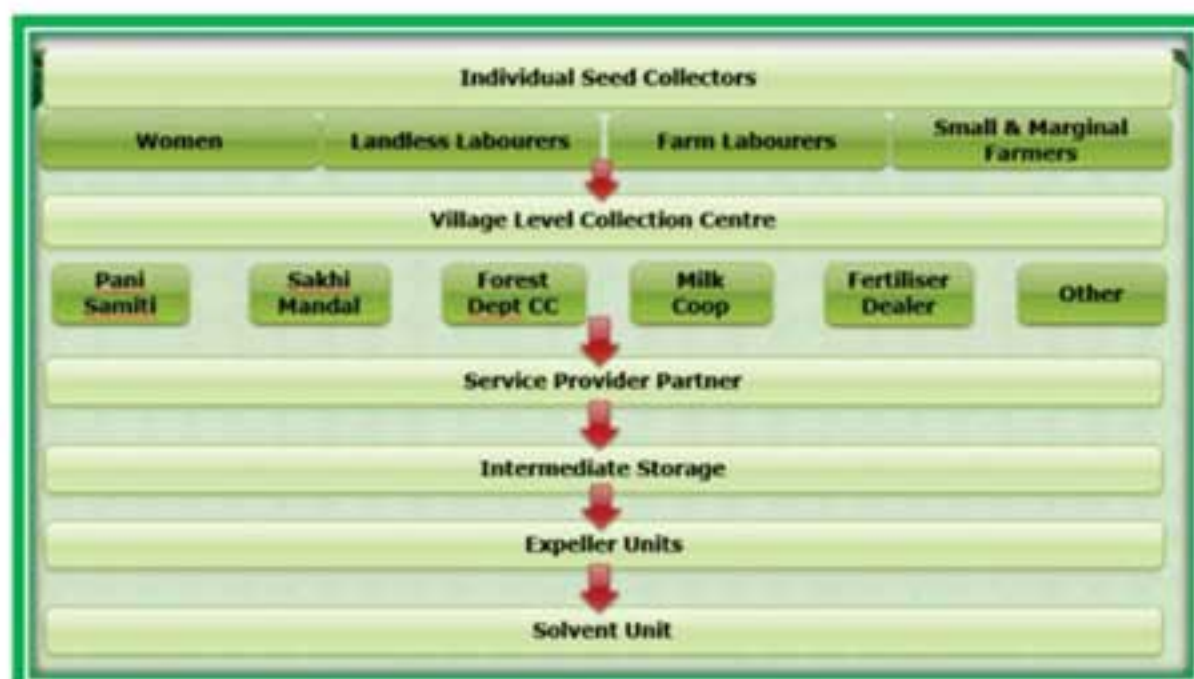 Individual Seed Collectors
Women
Landless Labourers
Farm Labourers
Small & Marginal
Farmers
Village Level Collection Centre
Pani
Samiti
Sakhi
Mandal
Forest
Dept CC
Milk
Coop
Fertiliser
Dealer
Other
Service Provider Partner
Intermediate Storage
Expeller Units
Solvent Unit